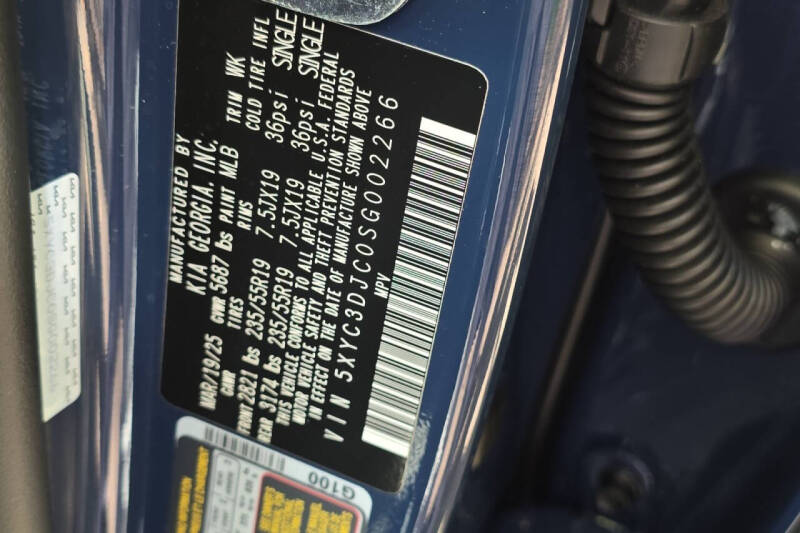 MANUFACTURED BY
KIA GEORGIA, INC.
MAR/19/25 GVWR 5687 lbs PAINT MLB TRIM WK
GAWR TIRES RIMS COLD TIRE INFL
FRONT 2821 lbs 235/55R19 7.5JX19 36psi SINGLE
REAR 3174 lbs 235/55R19 7.5JX19 36psi SINGLE
THIS VEHICLE CONFORMS TO ALL APPLICABLE U.S.A. FEDERAL
MOTOR VEHICLE SAFETY AND THEFT PREVENTION STANDARDS
IN EFFECT ON THE DATE OF MANUFACTURE SHOWN ABOVE
VIN 5XYC3DJC0SG002266
MPV
G100